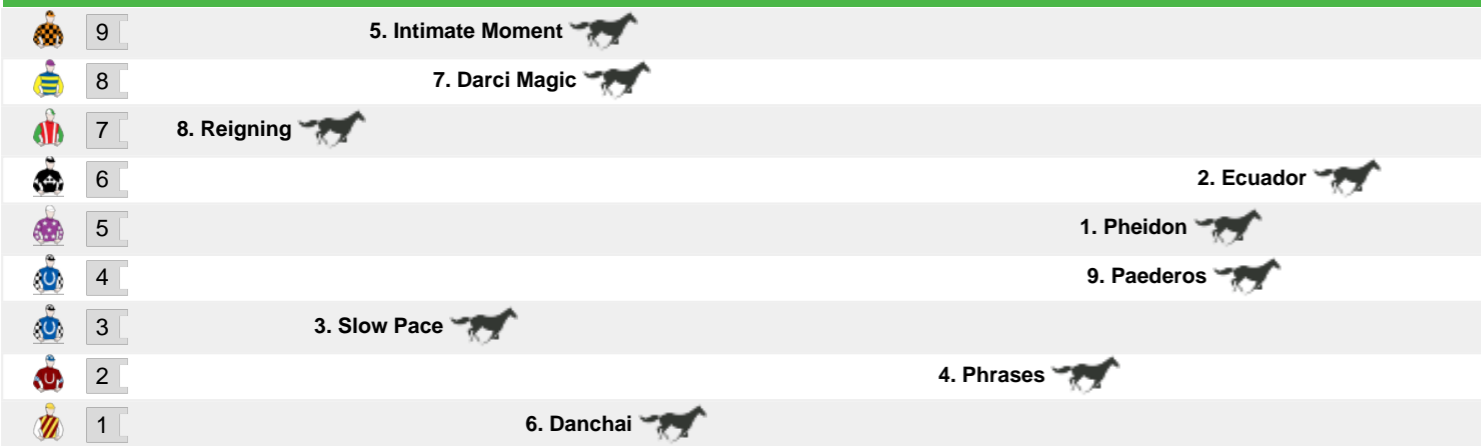 9 5. Intimate Moment
8 7. Darci Magic
7 8. Reigning
6 2. Ecuador
5 1. Pheidon
4 9. Paederos
3 3. Slow Pace
2 4. Phrases
1 6. Danchai